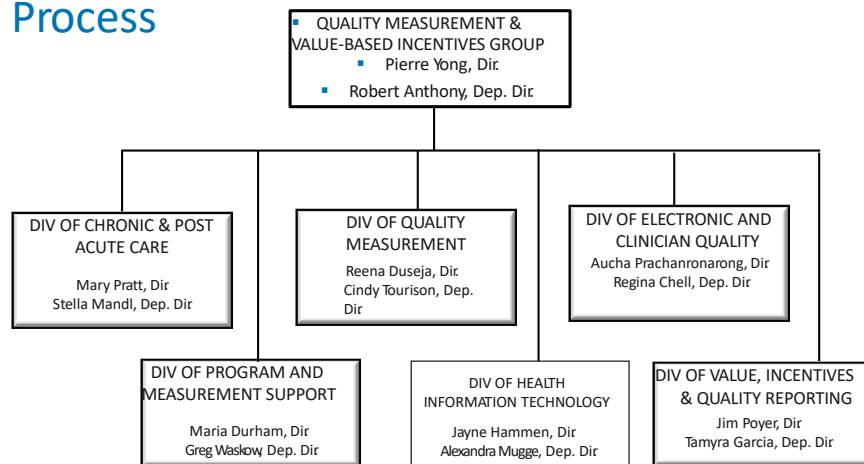 Process
▪ QUALITY MEASUREMENT &
VALUE-BASED INCENTIVES GROUP
▪ Pierre Yong, Dir.
▪ Robert Anthony, Dep. Dir.
DIV OF CHRONIC & POST
ACUTE CARE
Mary Pratt, Dir
Stella Mandl, Dep. Dir
DIV OF QUALITY
MEASUREMENT
Reena Duseja, Dir.
Cindy Tourison, Dep.
Dir
DIV OF ELECTRONIC AND
CLINICIAN QUALITY
Aucha Prachanronarong, Dir
Regina Chell, Dep. Dir
DIV OF PROGRAM AND
MEASUREMENT SUPPORT
Maria Durham, Dir
Greg Waskow, Dep. Dir
DIV OF HEALTH
INFORMATION TECHNOLOGY
Jayne Hammen, Dir
Alexandra Mugge, Dep. Dir
DIV OF VALUE, INCENTIVES
& QUALITY REPORTING
Jim Poyer, Dir
Tamyra Garcia, Dep. Dir